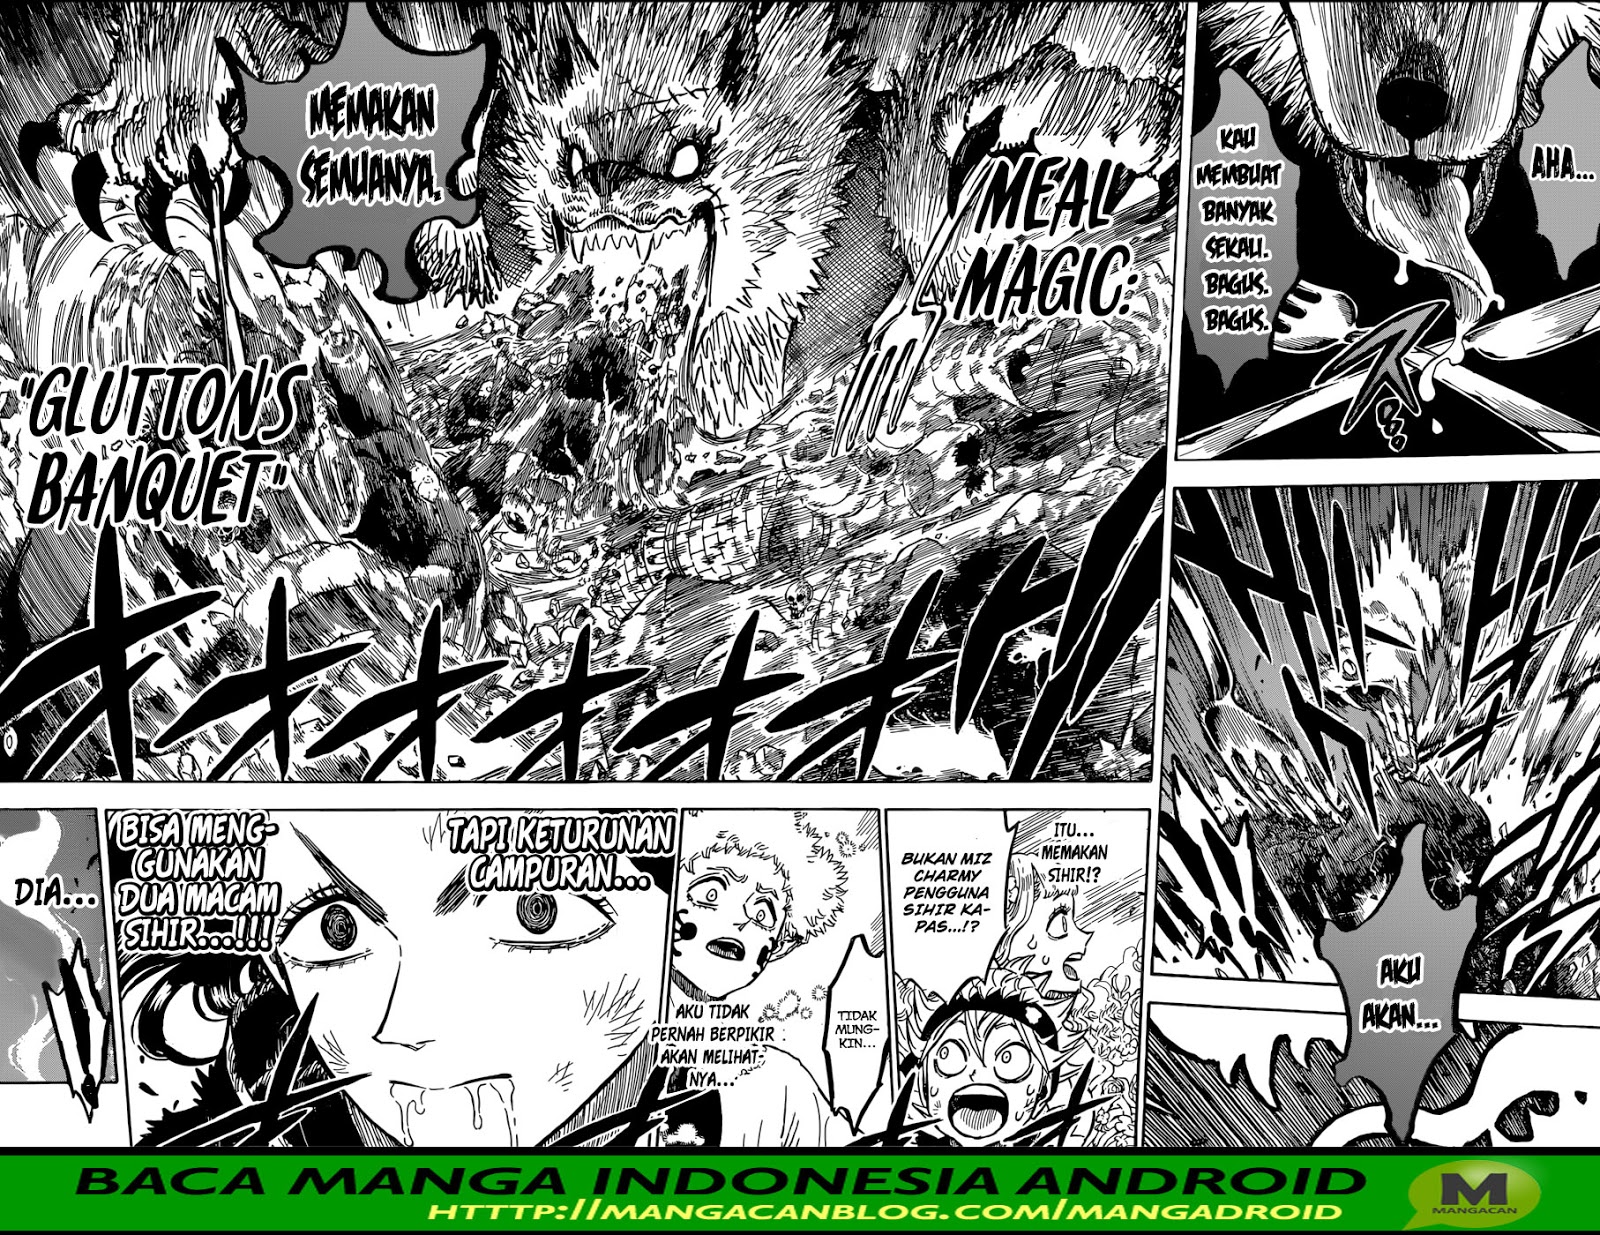 AHA...
KAU
MEMBUAT
BANYAK
SEKALI.
BAGUS.
BAGUS.
AKU
AKAN...
MEMAKAN
SEMUANYA.
MEAL
MAGIC:
"GLUTTON'S
BANQUET"
ITU...
MEMAKAN
SIHIR!?
BUKAN MIZ
CHARMY
PENGGUNA
SIHIR KA-
PAS...!?
TIDAK
MUNG-
KIN...
AKU TIDAK
PERNAH BERPIKIR
AKAN MELIHAT-
NYA...
TAPI KETURUNAN
CAMPURAN...
BISA MENG-
GUNAKAN
DUA MACAM
SIHIR...!!!
DIA...
BACA MANGA INDONESIA ANDROID
HTTTP://MANGACANBLOG.COM/MANGADROID
M
MANGACAN